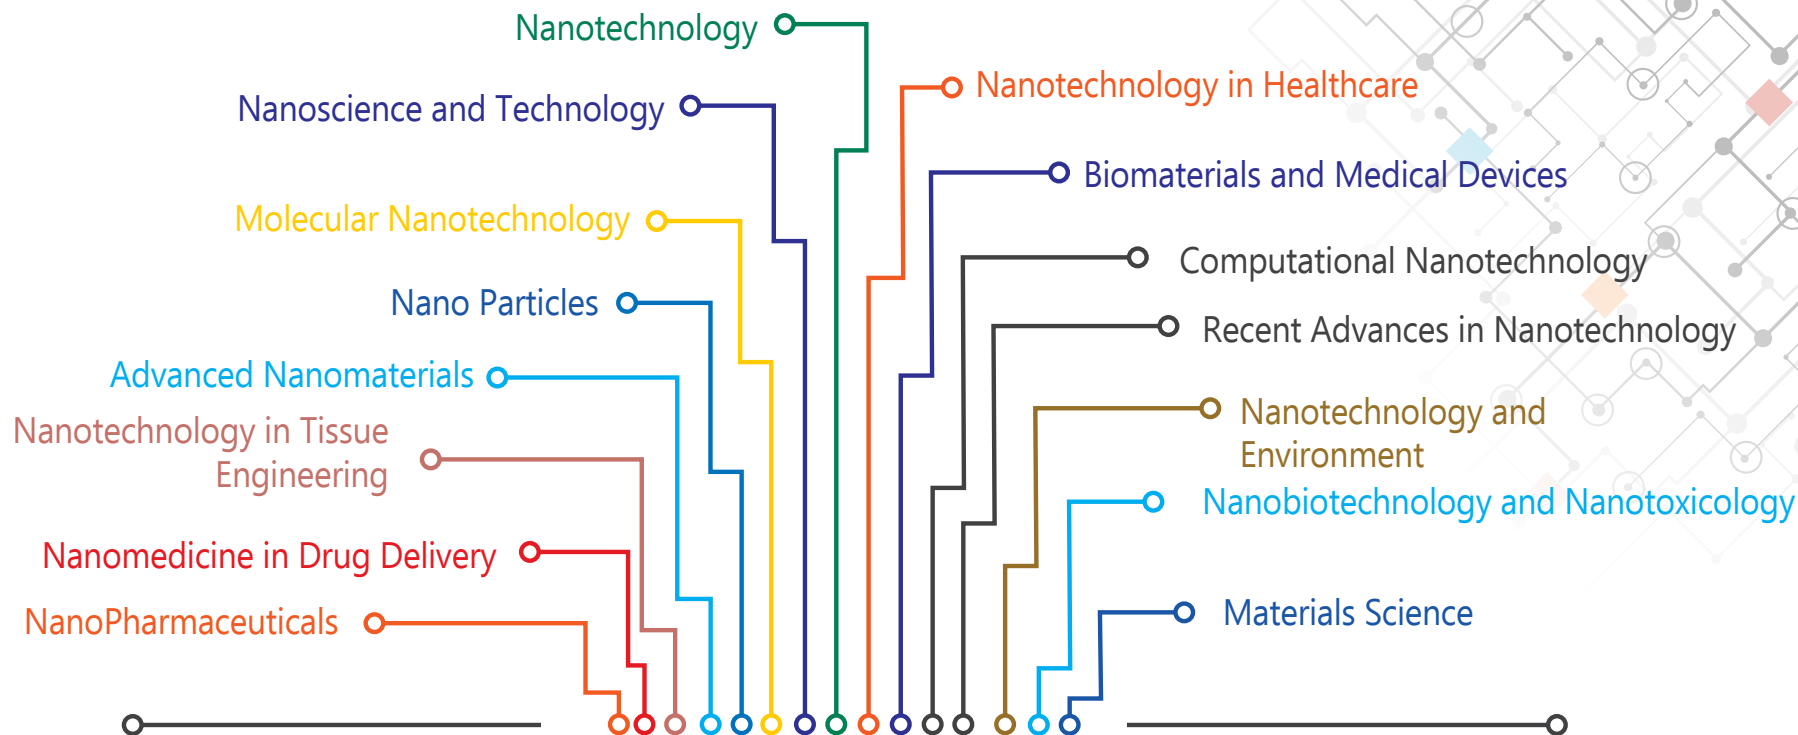 Nanotechnology
Nanoscience and Technology
Molecular Nanotechnology
Nano Particles
Advanced Nanomaterials
Nanotechnology in Tissue
Engineering
Nanomedicine in Drug Delivery
NanoPharmaceuticals
Nanotechnology in Healthcare
Biomaterials and Medical Devices
Computational Nanotechnology
Recent Advances in Nanotechnology
Nanotechnology and
Environment
Nanobiotechnology and Nanotoxicology
Materials Science